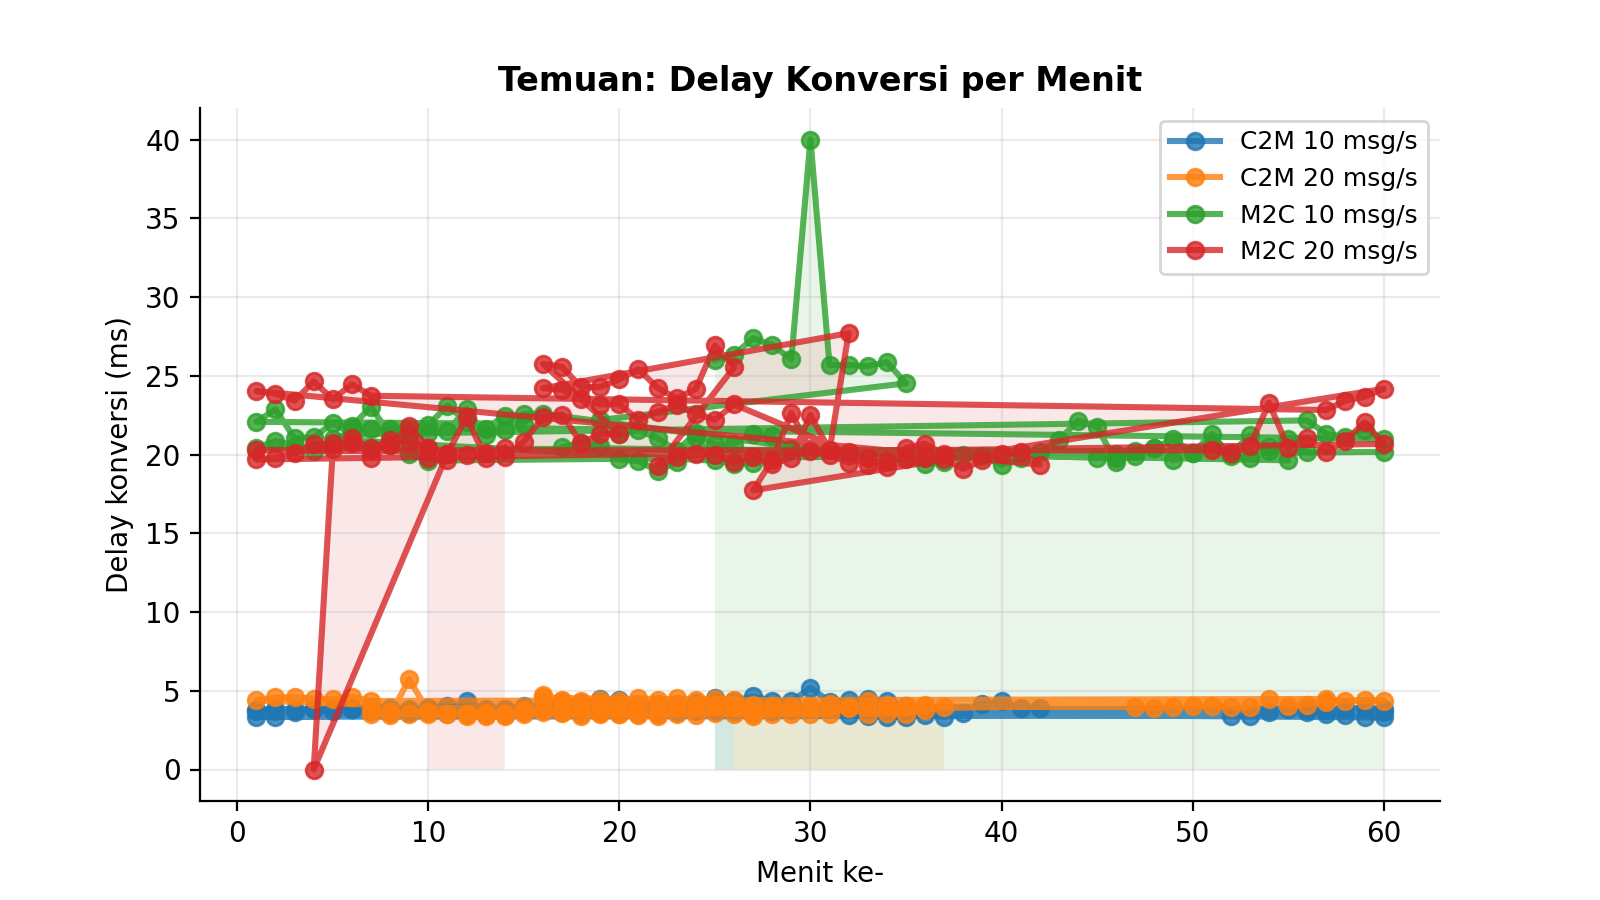 Temuan: Delay Konversi per Menit
C2M 10 msg/s
C2M 20 msg/s
M2C 10 msg/s
M2C 20 msg/s
Delay konversi (ms)
40
35
30
25
20
15
10
5
0
0 10 20 30 40 50 60
Menit ke-